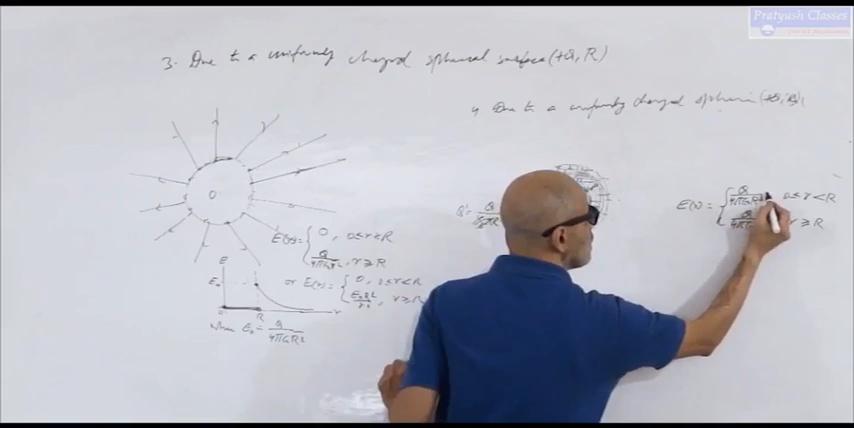 Pratyush Classes
3. Due to a uniformly charged spherical surface (+Q, R)
4) Due to a uniformly charged sphere
O
E(r) = { 0, 0≤r<R
Q/4πε₀r², r≥R
or E(r) = { 0, 0≤r<R
E₀R²/r², r≥R
E
E₀
O R r
When E₀ = Q/4πε₀R²
Q' = Q
E(r) = { Q 0≤r<R
Q r≥R